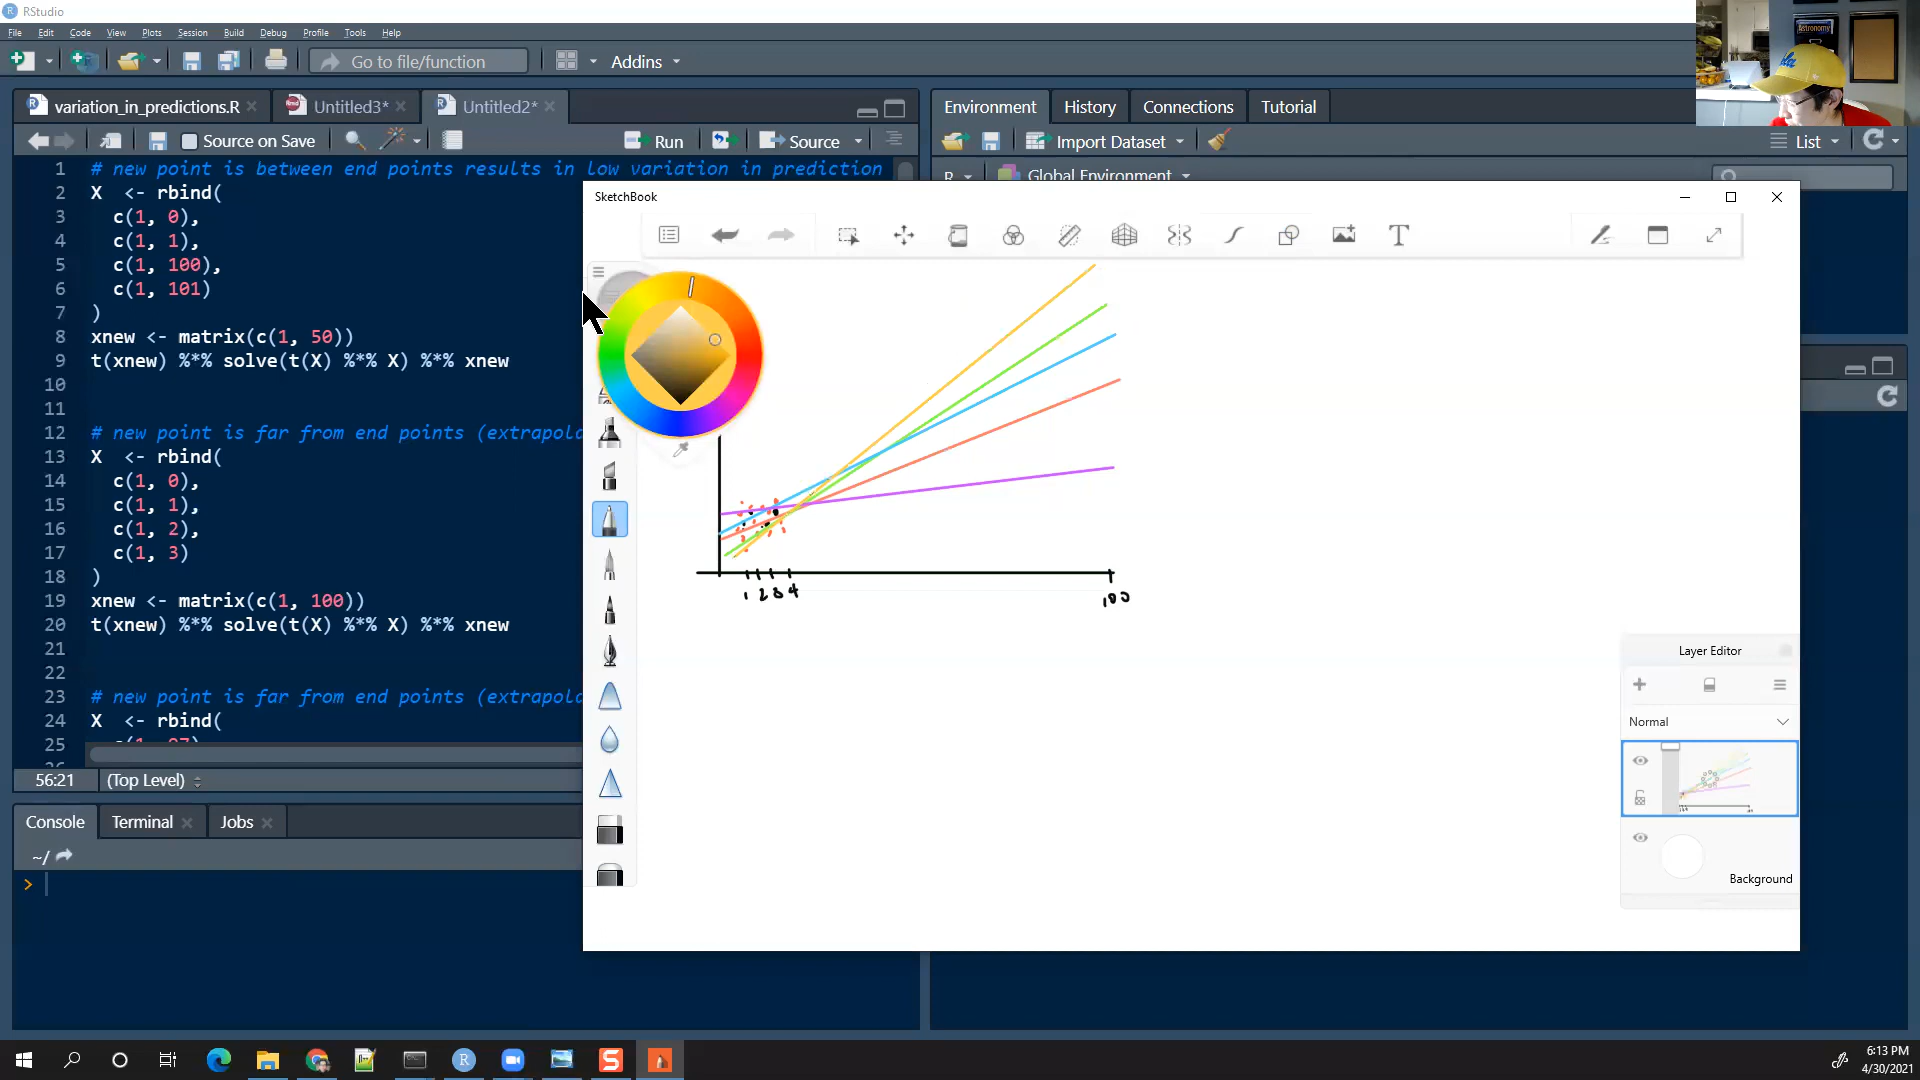 RStudio
File Edit Code View Plots Session Build Debug Profile Tools Help
Go to file/function Addins
variation_in_predictions.R Untitled3* Untitled2*
Source on Save Run Source
1 # new point is between end points results in low variation in prediction
2 X <- rbind(
3 c(1, 0),
4 c(1, 1),
5 c(1, 100),
6 c(1, 101)
7 )
8 xnew <- matrix(c(1, 50))
9 t(xnew) %*% solve(t(X) %*% X) %*% xnew
10
11
12 # new point is far from end points (extrapola
13 X <- rbind(
14 c(1, 0),
15 c(1, 1),
16 c(1, 2),
17 c(1, 3)
18 )
19 xnew <- matrix(c(1, 100))
20 t(xnew) %*% solve(t(X) %*% X) %*% xnew
21
22
23 # new point is far from end points (extrapola
24 X <- rbind(
25
56:21 (Top Level)
Console Terminal Jobs
~/
>
Environment History Connections Tutorial
Import Dataset List
R Global Environment
Astronomy
SketchBook
T
1 2 3 4 100
Layer Editor
Normal
Background
6:13 PM
4/30/2021